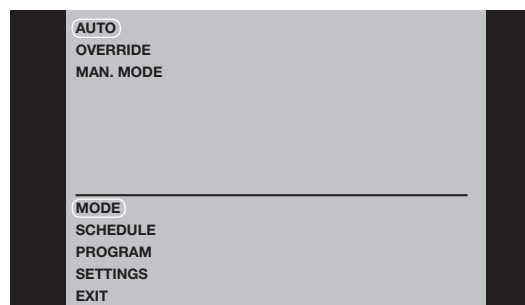 AUTO
OVERRIDE
MAN. MODE
MODE
SCHEDULE
PROGRAM
SETTINGS
EXIT